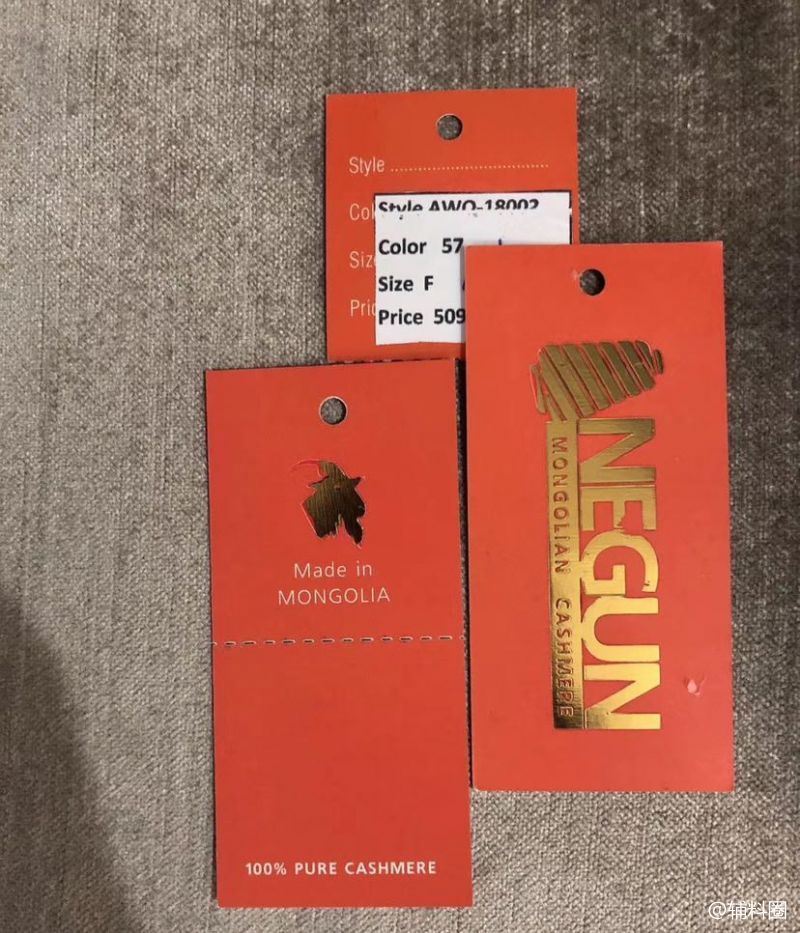 Style ................................
Style AWO-18002
Color 57
Size F
Price 509
NEGUN
MONGOLIAN CASHMERE
Made in
MONGOLIA
100% PURE CASHMERE
@辅料圈